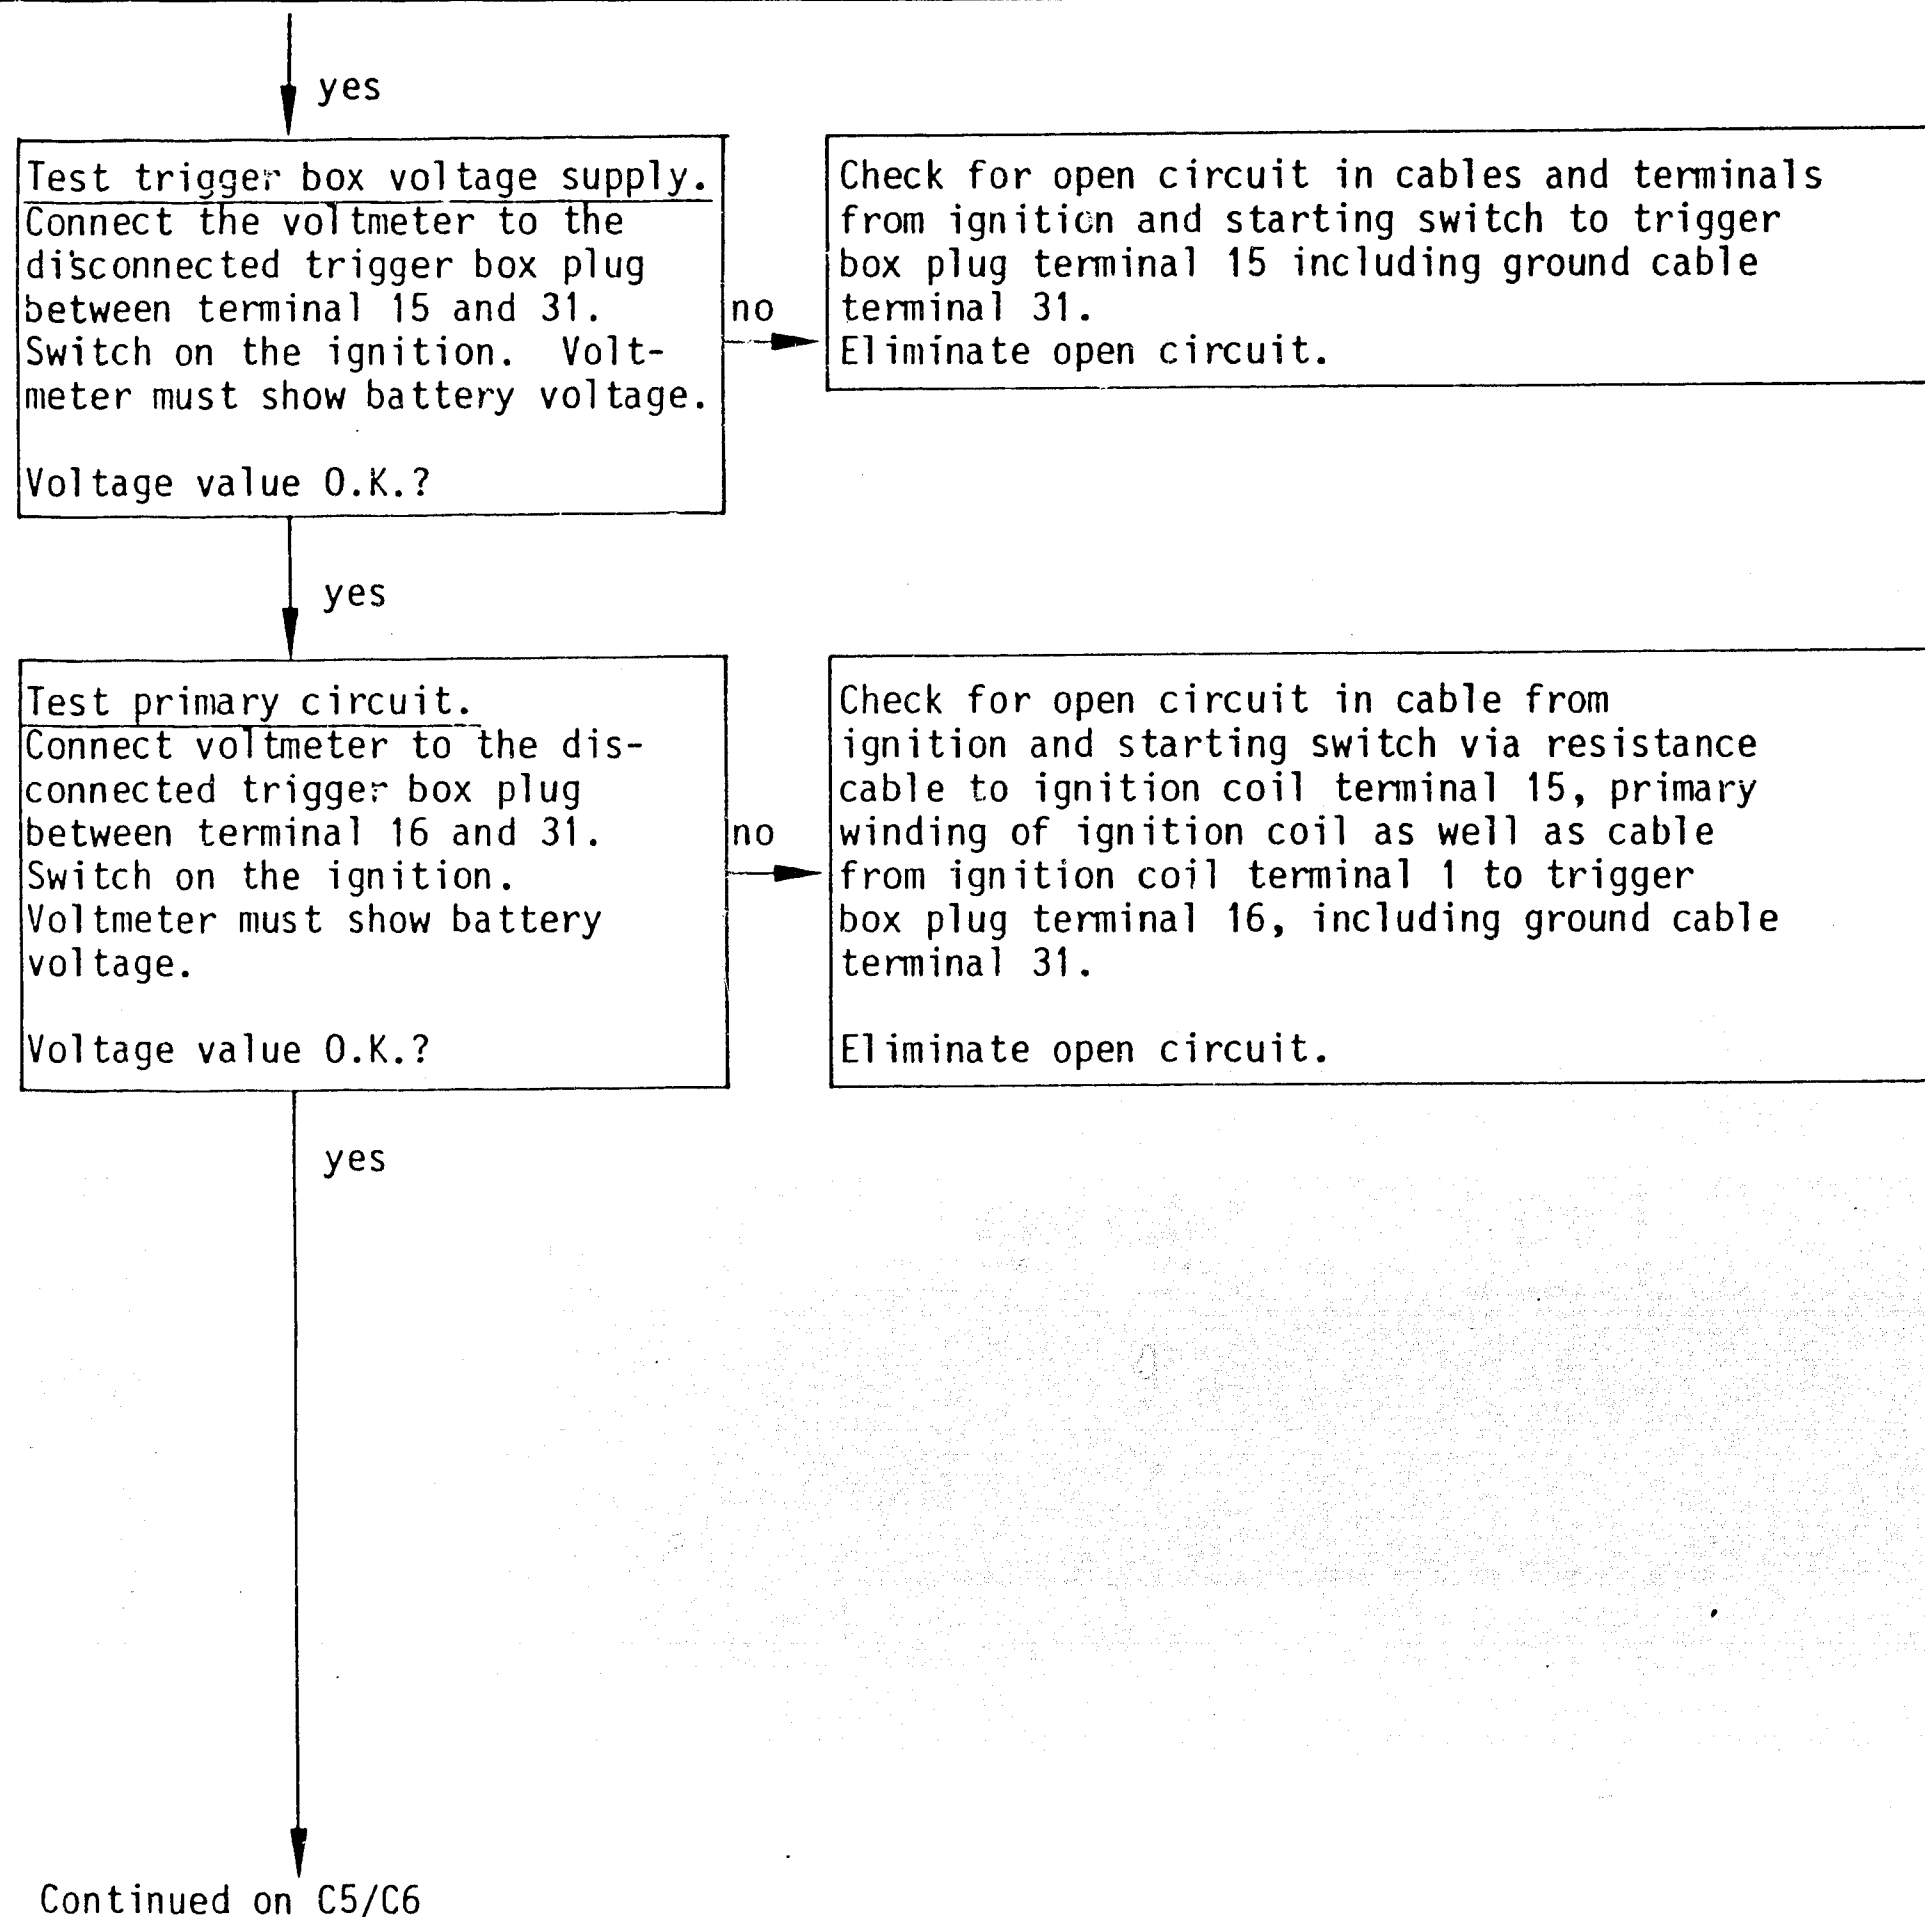 yes
Test trigger box voltage supply.
Connect the voltmeter to the
disconnected trigger box plug
between terminal 15 and 31.
Switch on the ignition. Volt-
meter must show battery voltage.
Voltage value O.K.?
no
Check for open circuit in cables and terminals
from ignition and starting switch to trigger
box plug terminal 15 including ground cable
terminal 31.
Eliminate open circuit.
yes
Test primary circuit.
Connect voltmeter to the dis-
connected trigger box plug
between terminal 16 and 31.
Switch on the ignition.
Voltmeter must show battery
voltage.
Voltage value O.K.?
no
Check for open circuit in cable from
ignition and starting switch via resistance
cable to ignition coil terminal 15, primary
winding of ignition coil as well as cable
from ignition coil terminal 1 to trigger
box plug terminal 16, including ground cable
terminal 31.
Eliminate open circuit.
yes
Continued on C5/C6